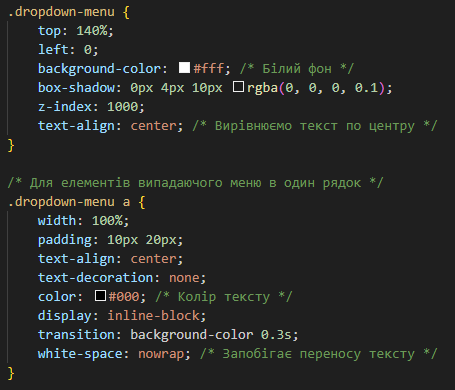 .dropdown-menu {
    top: 140%;
    left: 0;
    background-color: #fff; /* Білий фон */
    box-shadow: 0px 4px 10px rgba(0, 0, 0, 0.1);
    z-index: 1000;
    text-align: center; /* Вирівнюємо текст по центру */
}

/* Для елементів випадаючого меню в один рядок */
.dropdown-menu a {
    width: 100%;
    padding: 10px 20px;
    text-align: center;
    text-decoration: none;
    color: #000; /* Колір тексту */
    display: inline-block;
    transition: background-color 0.3s;
    white-space: nowrap; /* Запобігає переносу тексту */
}